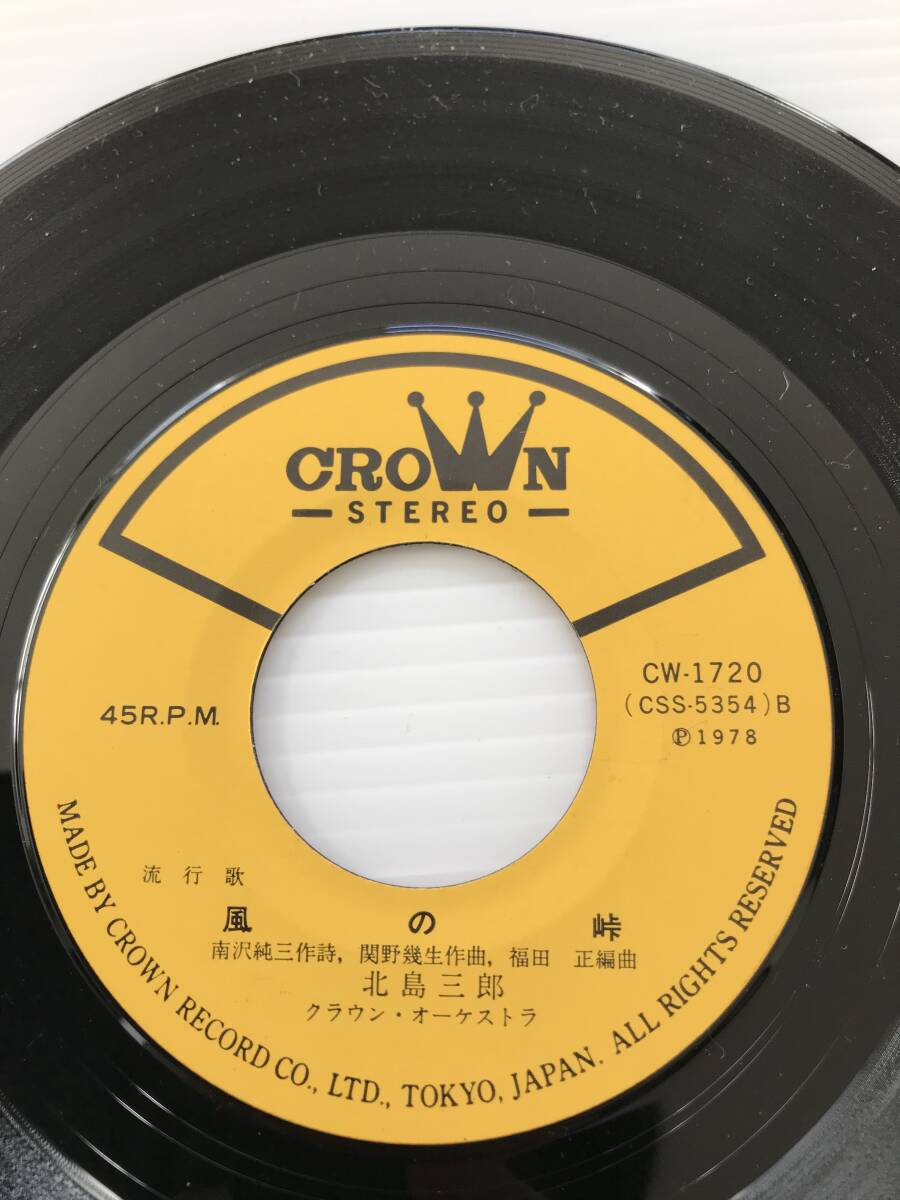 CROWN
STEREO
CW-1720
(CSS-5354)B
Ⓟ1978
45R.P.M.
流行歌
風の峠
南沢純三作詩, 関野幾生作曲, 福田 正編曲
北島三郎
クラウン・オーケストラ
MADE BY CROWN RECORD CO., LTD., TOKYO, JAPAN. ALL RIGHTS RESERVED